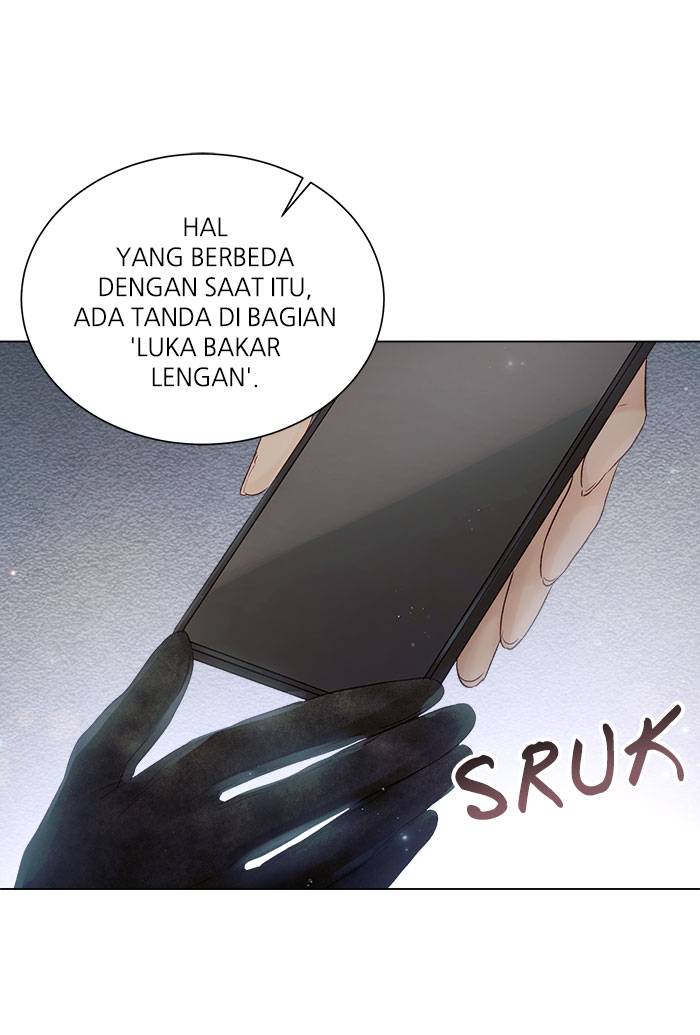 HAL
YANG BERBEDA
DENGAN SAAT ITU,
ADA TANDA DI BAGIAN
'LUKA BAKAR
LENGAN'.
SRUK